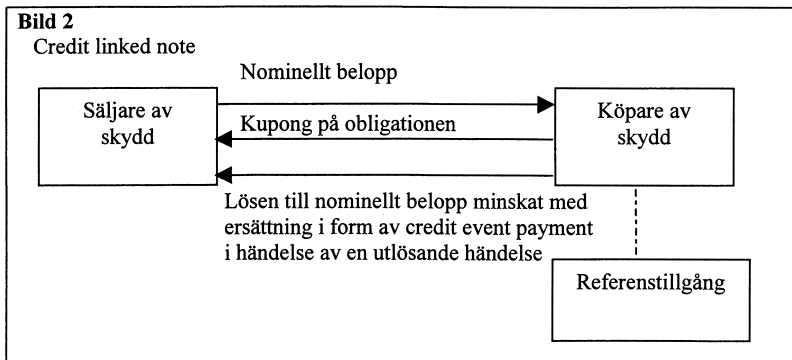 Bild 2
Credit linked note
Nominellt belopp
Säljare av
skydd
Kupong på obligationen
Köpare av
skydd
Lösen till nominellt belopp minskat med
ersättning i form av credit event payment
i händelse av en utlösande händelse
Referenstillgång